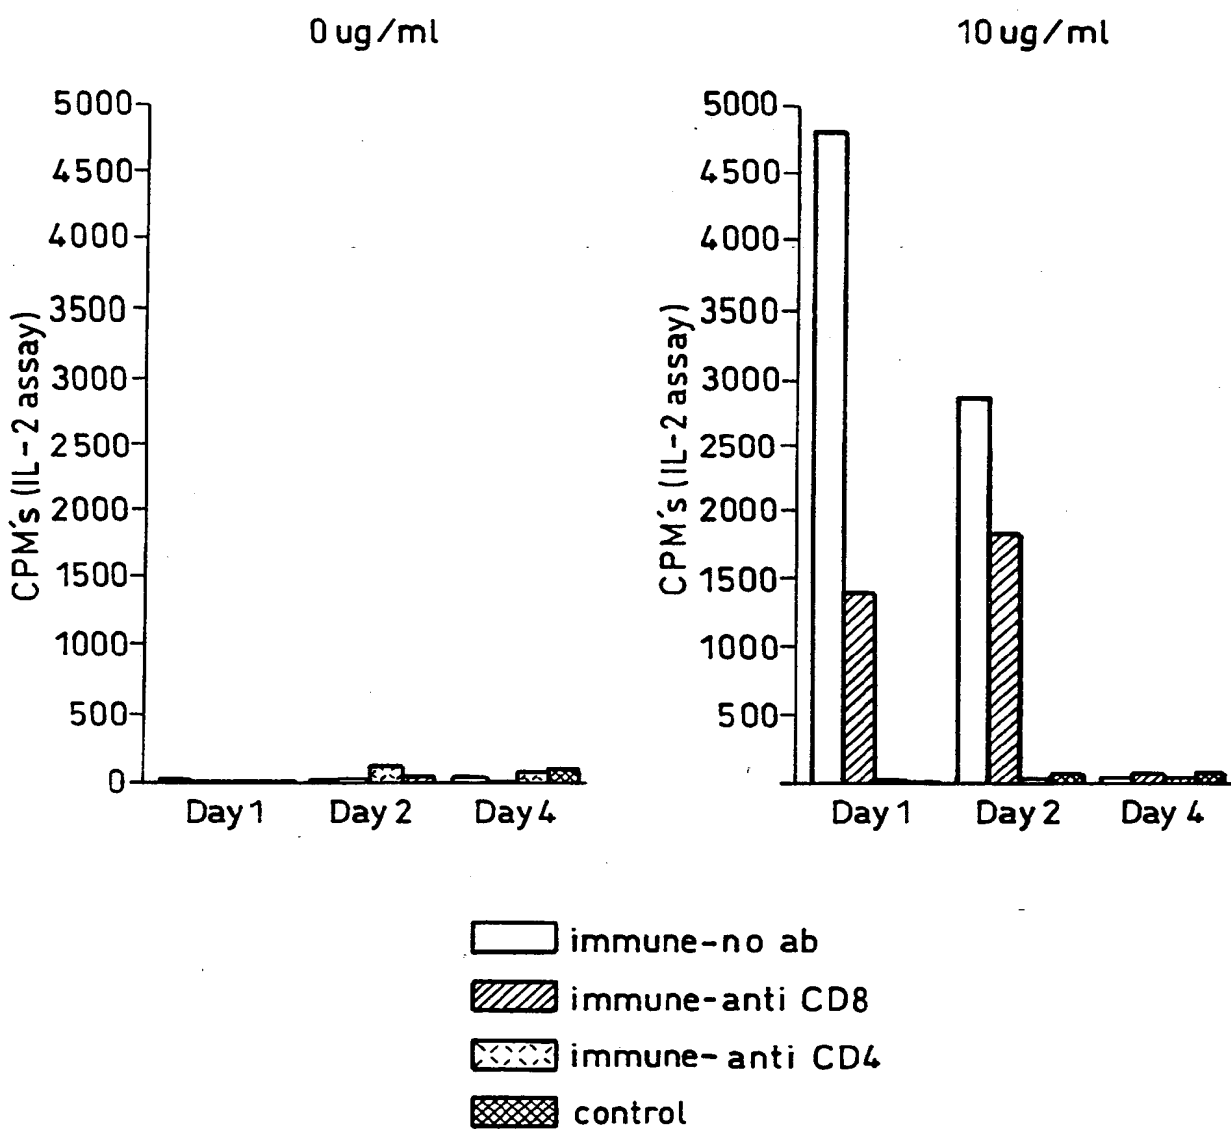 0 ug/ml
CPM's (IL-2 assay)
5000
4500
4000
3500
3000
2500
2000
1500
1000
500
0
Day 1
Day 2
Day 4
10 ug/ml
CPM's (IL-2 assay)
5000
4500
4000
3500
3000
2500
2000
1500
1000
500
Day 1
Day 2
Day 4
immune-no ab
immune-anti CD8
immune-anti CD4
control